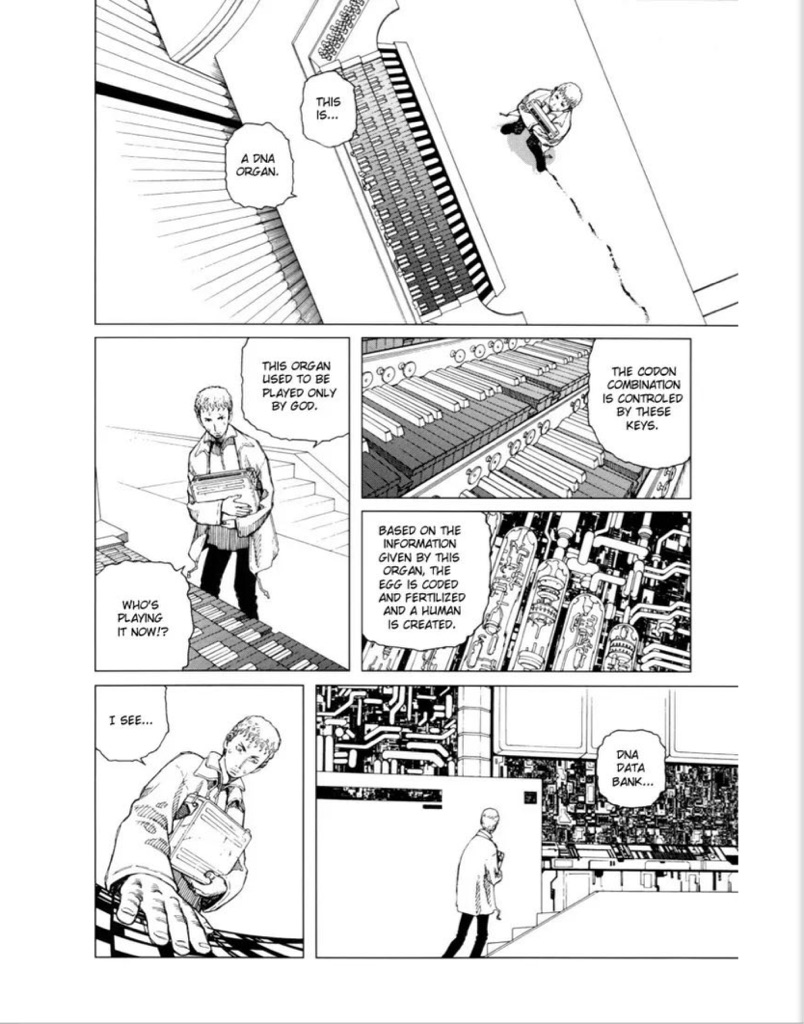 THIS
IS...
A DNA
ORGAN.
THIS ORGAN
USED TO BE
PLAYED ONLY
BY GOD.
WHO'S
PLAYING
IT NOW!?
THE CODON
COMBINATION
IS CONTROLED
BY THESE
KEYS.
BASED ON THE
INFORMATION
GIVEN BY THIS
ORGAN, THE
EGG IS CODED
AND FERTILIZED
AND A HUMAN
IS CREATED.
I SEE...
DNA
DATA
BANK...